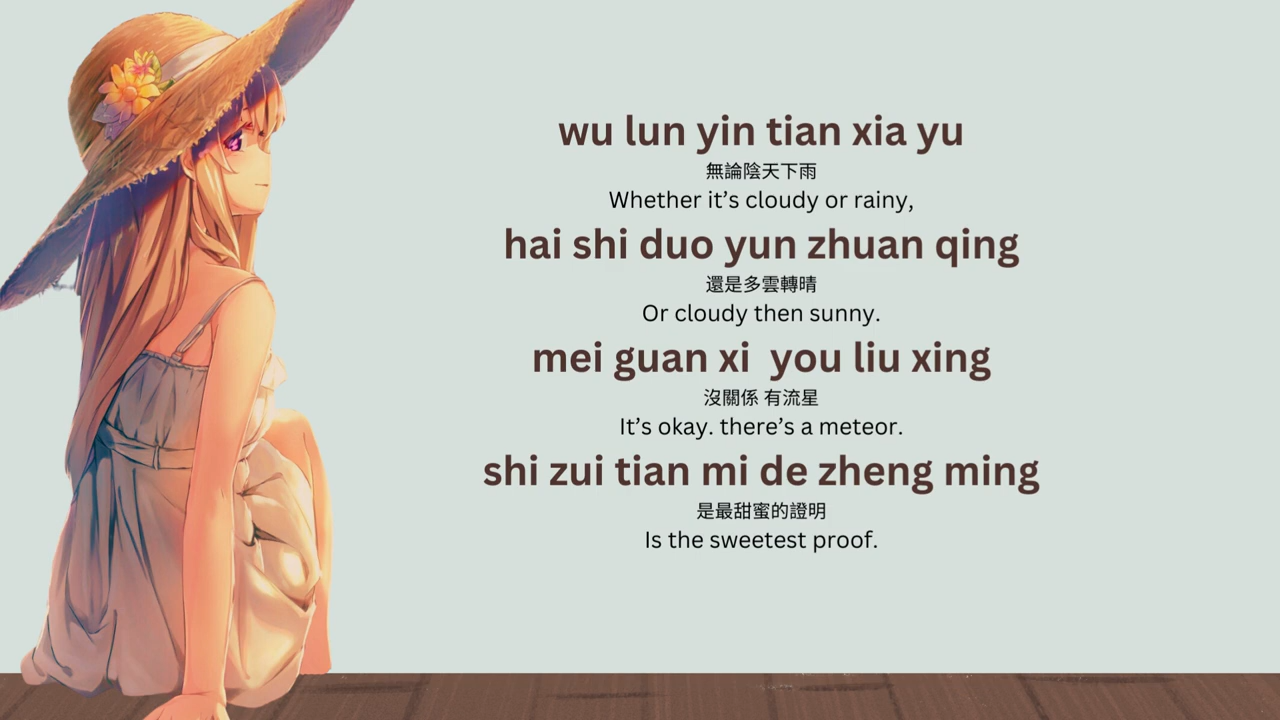 wu lun yin tian xia yu
無論陰天下雨
Whether it’s cloudy or rainy,
hai shi duo yun zhuan qing
還是多雲轉晴
Or cloudy then sunny.
mei guan xi  you liu xing
沒關係 有流星
It’s okay. there’s a meteor.
shi zui tian mi de zheng ming
是最甜蜜的證明
Is the sweetest proof.